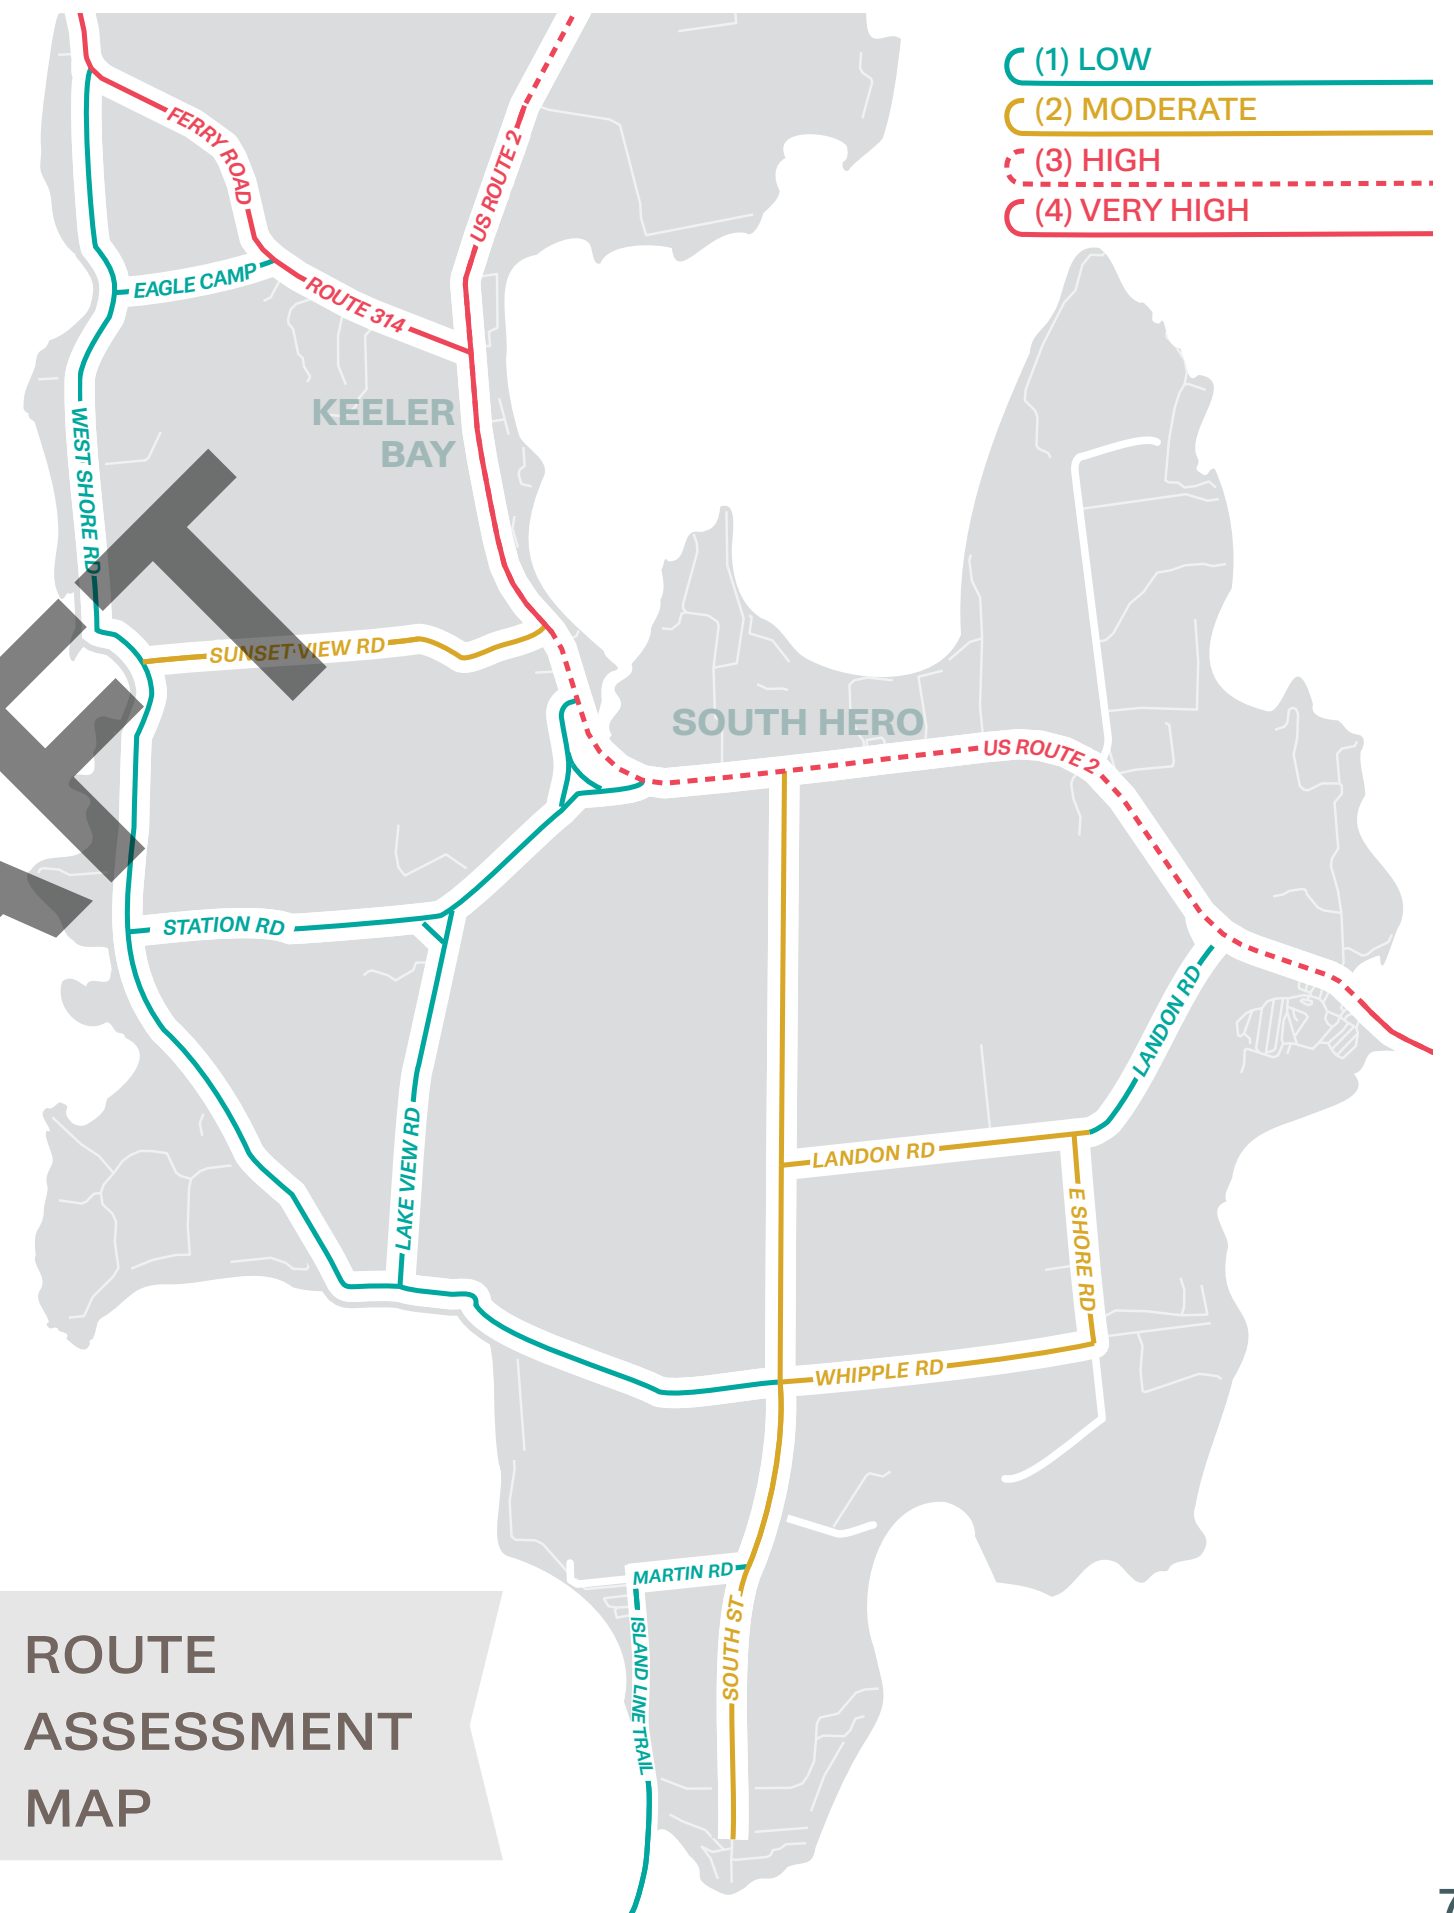 (1) LOW
(2) MODERATE
(3) HIGH
(4) VERY HIGH
FERRY ROAD
US ROUTE 2
EAGLE CAMP
ROUTE 314
KEELER
BAY
WEST SHORE RD
SUNSET VIEW RD
SOUTH HERO
US ROUTE 2
STATION RD
LANDON RD
LAKE VIEW RD
LANDON RD
E SHORE RD
WHIPPLE RD
MARTIN RD
ISLAND LINE TRAIL
SOUTH ST
ROUTE
ASSESSMENT
MAP